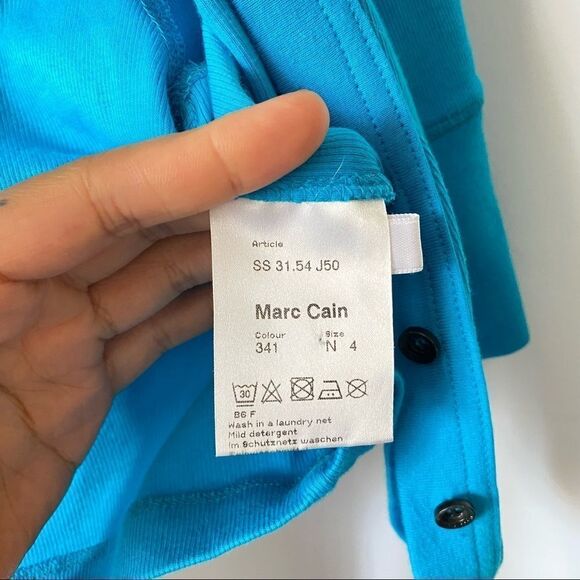 Article
SS 31.54 J50
Marc Cain
Colour Size
341 N 4
30
B6 F
Wash in a laundry net
Mild detergent
Im Schutznetz waschen